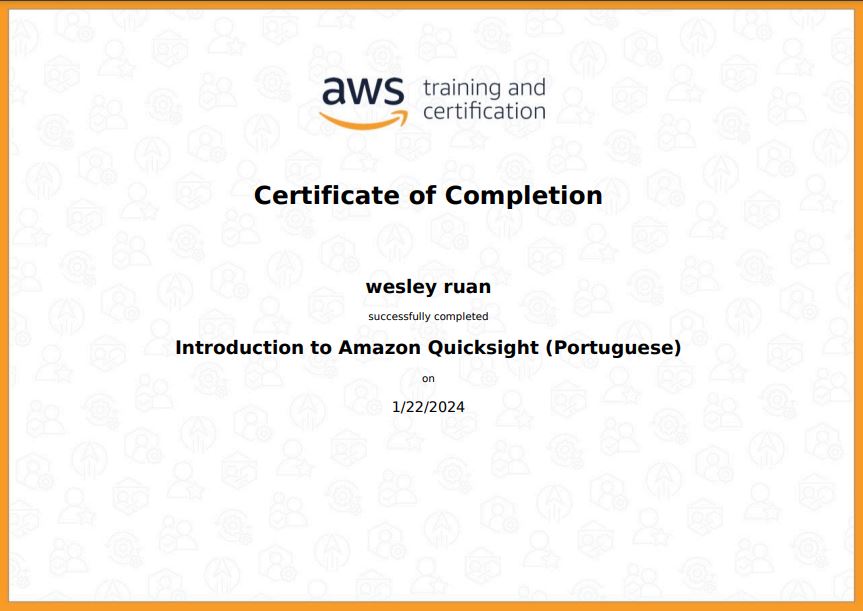 aws training and
certification
Certificate of Completion
wesley ruan
successfully completed
Introduction to Amazon Quicksight (Portuguese)
on
1/22/2024